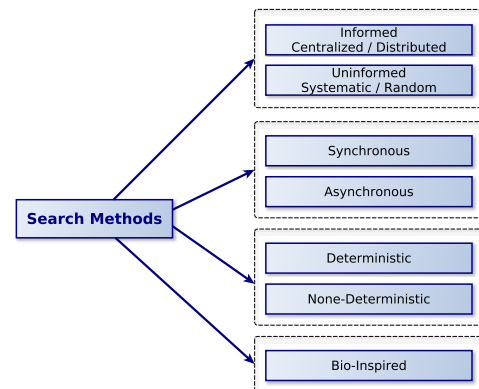 Informed
Centralized / Distributed
Uninformed
Systematic / Random
Synchronous
Asynchronous
Search Methods
Deterministic
None-Deterministic
Bio-Inspired